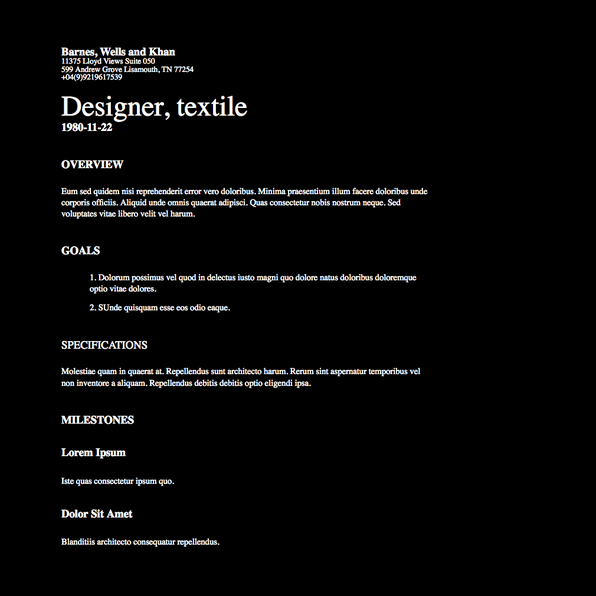 Barnes, Wells and Khan
11375 Lloyd Views Suite 050
599 Andrew Grove Lisamouth, TN 77254
+04(9)9219617539
Designer, textile
1980-11-22
OVERVIEW
Eum sed quidem nisi reprehenderit error vero doloribus. Minima praesentium illum facere doloribus unde
corporis officiis. Aliquid unde omnis quaerat adipisci. Quas consectetur nobis nostrum neque. Sed
voluptates vitae libero velit vel harum.
GOALS
1. Dolorum possimus vel quod in delectus iusto magni quo dolore natus doloribus doloremque
optio vitae dolores.
2. SUnde quisquam esse eos odio eaque.
SPECIFICATIONS
Molestiae quam in quaerat at. Repellendus sunt architecto harum. Rerum sint aspernatur temporibus vel
non inventore a aliquam. Repellendus debitis debitis optio eligendi ipsa.
MILESTONES
Lorem Ipsum
Iste quas consectetur ipsum quo.
Dolor Sit Amet
Blanditiis architecto consequatur repellendus.